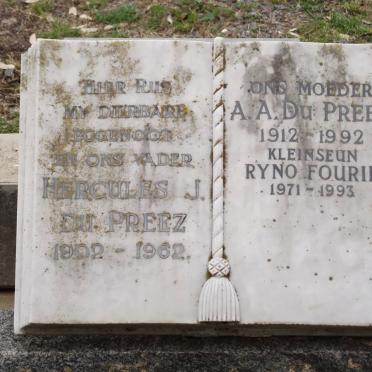 HIER RUS
MY DIERBARE
EGGENOOT
EN ONS VADER
HERCULES J.
DU PREEZ
1902 - 1962.
ONS MOEDER
A. A. DU PREE
1912 - 1992
KLEINSEUN
RYNO FOURIE
1971 - 1993